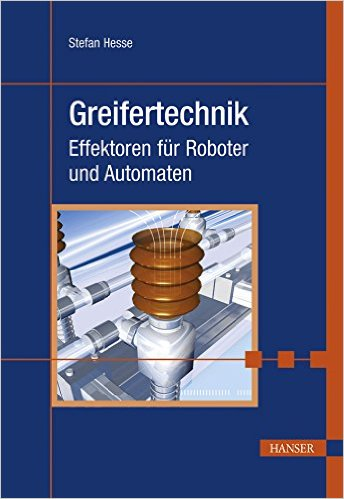 Stefan Hesse
Greifertechnik
Effektoren für Roboter
und Automaten
HANSER